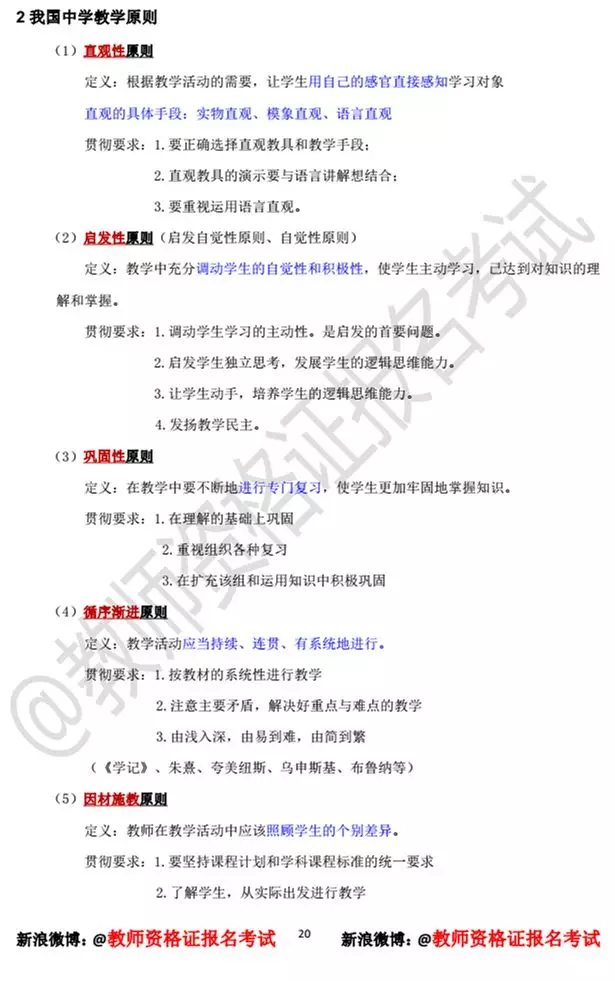 2 我国中学教学原则
（1）直观性原则
定义：根据教学活动的需要，让学生用自己的感官直接感知学习对象
直观的具体手段：实物直观、模象直观、语言直观
贯彻要求：1.要正确选择直观教具和教学手段；
2.直观教具的演示要与语言讲解想结合；
3.要重视运用语言直观。
（2）启发性原则（启发自觉性原则、自觉性原则）
定义：教学中充分调动学生的自觉性和积极性，使学生主动学习，己达到对知识的理
解和掌握。
贯彻要求：1.调动学生学习的主动性。是启发的首要问题。
2.启发学生独立思考，发展学生的逻辑思维能力。
3.让学生动手，培养学生的逻辑思维能力。
4.发扬教学民主。
（3）巩固性原则
定义：在教学中要不断地进行专门复习，使学生更加牢固地掌握知识。
贯彻要求：1.在理解的基础上巩固
2.重视组织各种复习
3.在扩充该组和运用知识中积极巩固
（4）循序渐进原则
定义：教学活动应当持续、连贯、有系统地进行。
贯彻要求：1.按教材的系统性进行教学
2.注意主要矛盾，解决好重点与难点的教学
3.由浅入深，由易到难，由简到繁
（《学记》、朱熹、夸美纽斯、乌申斯基、布鲁纳等）
（5）因材施教原则
定义：教师在教学活动中应该照顾学生的个别差异。
贯彻要求：1.要坚持课程计划和学科课程标准的统一要求
2.了解学生，从实际出发进行教学
新浪微博：@教师资格证报名考试 20 新浪微博：@教师资格证报名考试
@教师资格证报名考试